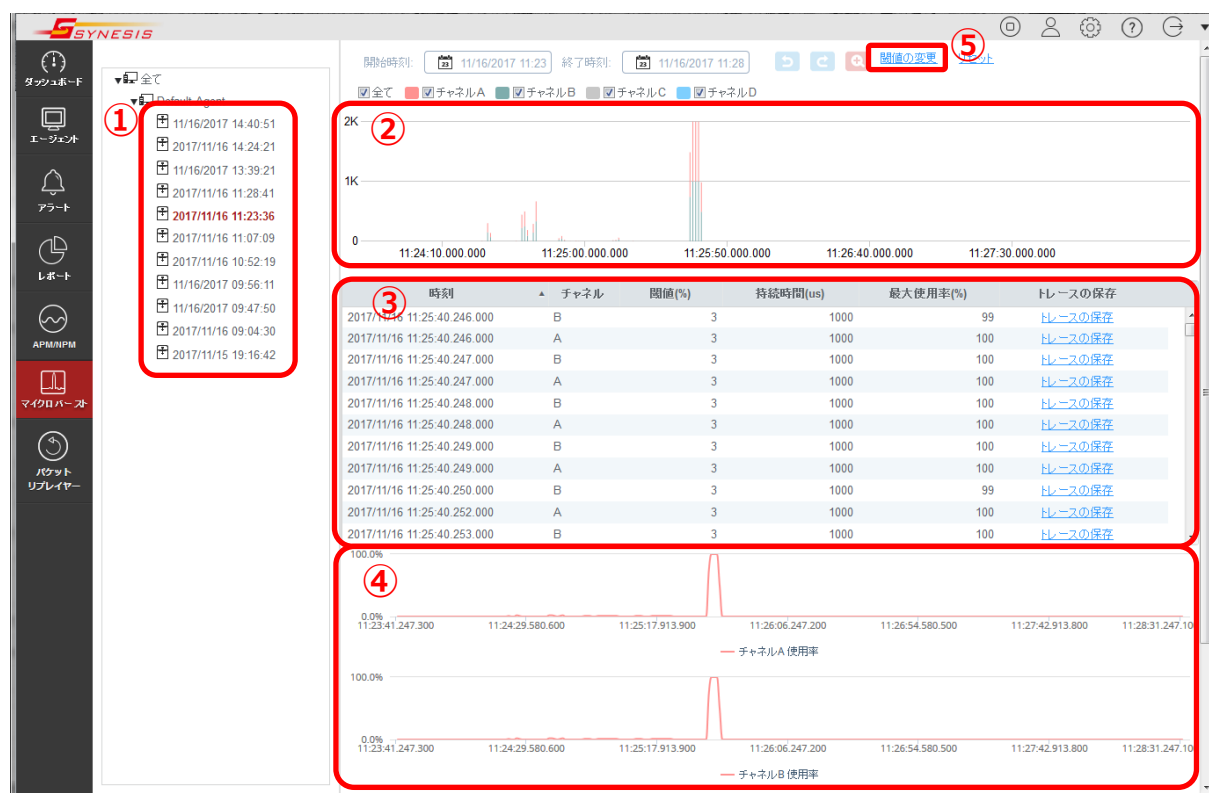 SYNESIS
ダッシュボード
エージェント
アラート
レポート
APM/NPM
マイクロバースト
パケット
リプレイヤー
全て
Default Agent
①
11/16/2017 14:40:51
2017/11/16 14:24:21
11/16/2017 13:39:21
2017/11/16 11:28:41
2017/11/16 11:23:36
2017/11/16 11:07:09
2017/11/16 10:52:19
11/16/2017 09:56:11
11/16/2017 09:47:50
2017/11/16 09:04:30
2017/11/15 19:16:42
開始時刻: 23 11/16/2017 11:23 終了時刻: 23 11/16/2017 11:28 閾値の変更 ⑤ リセット
全て チャネルA チャネルB チャネルC チャネルD
②
2K
1K
0
11:24:10.000.000 11:25:00.000.000 11:25:50.000.000 11:26:40.000.000 11:27:30.000.000
③
時刻 チャネル 閾値(%) 持続時間(us) 最大使用率(%) トレースの保存
2017/11/16 11:25:40.246.000 B 3 1000 99 トレースの保存
2017/11/16 11:25:40.246.000 A 3 1000 100 トレースの保存
2017/11/16 11:25:40.247.000 B 3 1000 100 トレースの保存
2017/11/16 11:25:40.247.000 A 3 1000 100 トレースの保存
2017/11/16 11:25:40.248.000 B 3 1000 100 トレースの保存
2017/11/16 11:25:40.248.000 A 3 1000 100 トレースの保存
2017/11/16 11:25:40.249.000 B 3 1000 100 トレースの保存
2017/11/16 11:25:40.249.000 A 3 1000 100 トレースの保存
2017/11/16 11:25:40.250.000 B 3 1000 99 トレースの保存
2017/11/16 11:25:40.252.000 A 3 1000 100 トレースの保存
2017/11/16 11:25:40.253.000 B 3 1000 100 トレースの保存
④
100.0%
0.0%
11:23:41.247.300 11:24:29.580.600 11:25:17.913.900 11:26:06.247.200 11:26:54.580.500 11:27:42.913.800 11:28:31.247.10
チャネルA 使用率
100.0%
0.0%
11:23:41.247.300 11:24:29.580.600 11:25:17.913.900 11:26:06.247.200 11:26:54.580.500 11:27:42.913.800 11:28:31.247.10
チャネルB 使用率